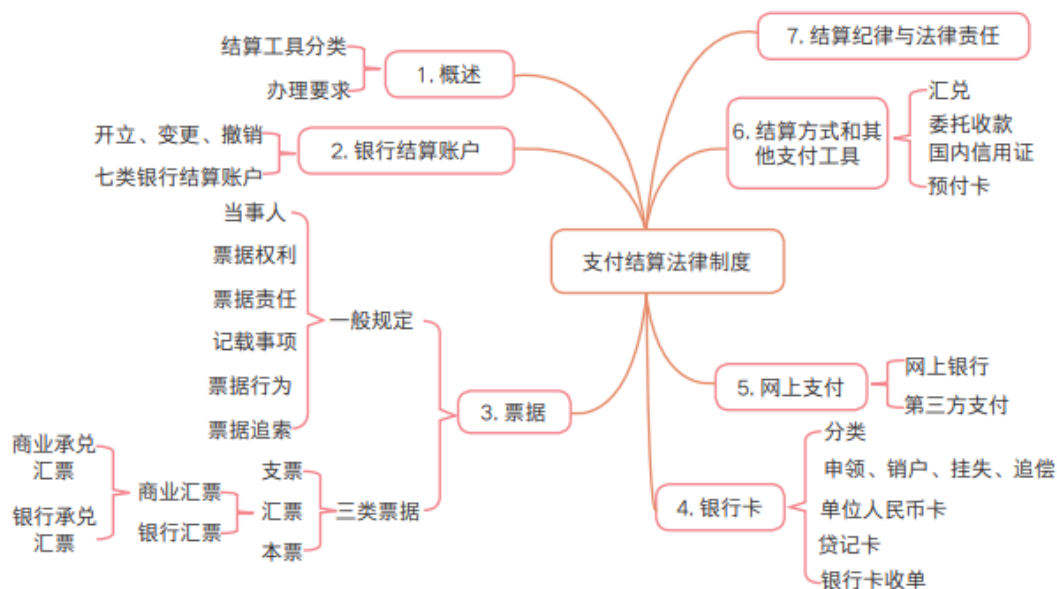 支付结算法律制度
1. 概述
结算工具分类
办理要求
2. 银行结算账户
开立、变更、撤销
七类银行结算账户
3. 票据
一般规定
当事人
票据权利
票据责任
记载事项
票据行为
票据追索
三类票据
支票
汇票
本票
商业汇票
银行汇票
商业承兑
汇票
银行承兑
汇票
4. 银行卡
分类
申领、销户、挂失、追偿
单位人民币卡
贷记卡
银行卡收单
5. 网上支付
网上银行
第三方支付
6. 结算方式和其
他支付工具
汇兑
委托收款
国内信用证
预付卡
7. 结算纪律与法律责任